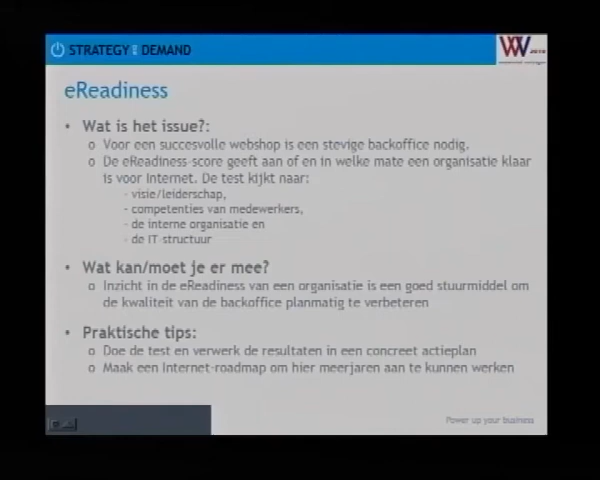 STRATEGY ON DEMAND
WV 2010
eReadiness
• Wat is het issue?:
o Voor een succesvolle webshop is een stevige backoffice nodig.
o De eReadiness-score geeft aan of en in welke mate een organisatie klaar
is voor Internet. De test kijkt naar:
- visie/leiderschap,
- competenties van medewerkers,
- de interne organisatie en
- de IT-structuur
• Wat kan/moet je er mee?
o Inzicht in de eReadiness van een organisatie is een goed stuurmiddel om
de kwaliteit van de backoffice planmatig te verbeteren
• Praktische tips:
o Doe de test en verwerk de resultaten in een concreet actieplan
o Maak een Internet-roadmap om hier meerjaren aan te kunnen werken
Power up your business